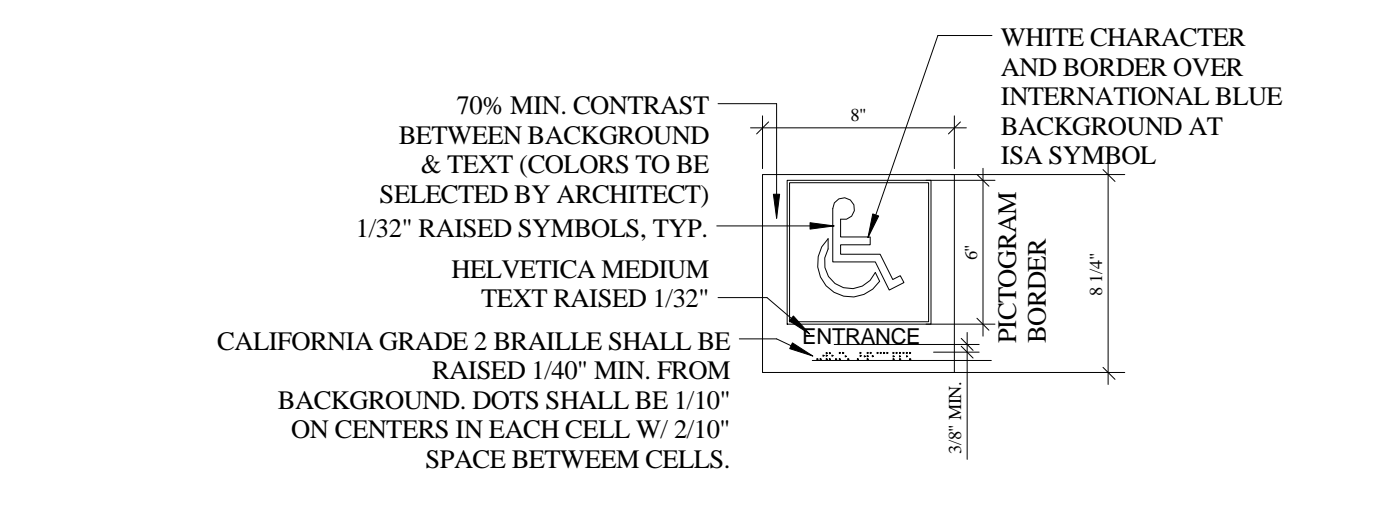 WHITE CHARACTER
AND BORDER OVER
INTERNATIONAL BLUE
BACKGROUND AT
ISA SYMBOL
70% MIN. CONTRAST
BETWEEN BACKGROUND
& TEXT (COLORS TO BE
SELECTED BY ARCHITECT)
1/32" RAISED SYMBOLS, TYP.
HELVETICA MEDIUM
TEXT RAISED 1/32"
CALIFORNIA GRADE 2 BRAILLE SHALL BE
RAISED 1/40" MIN. FROM
BACKGROUND. DOTS SHALL BE 1/10"
ON CENTERS IN EACH CELL W/ 2/10"
SPACE BETWEEM CELLS.
8"
ENTRANCE
6"
PICTOGRAM
BORDER
8 1/4"
3/8" MIN.